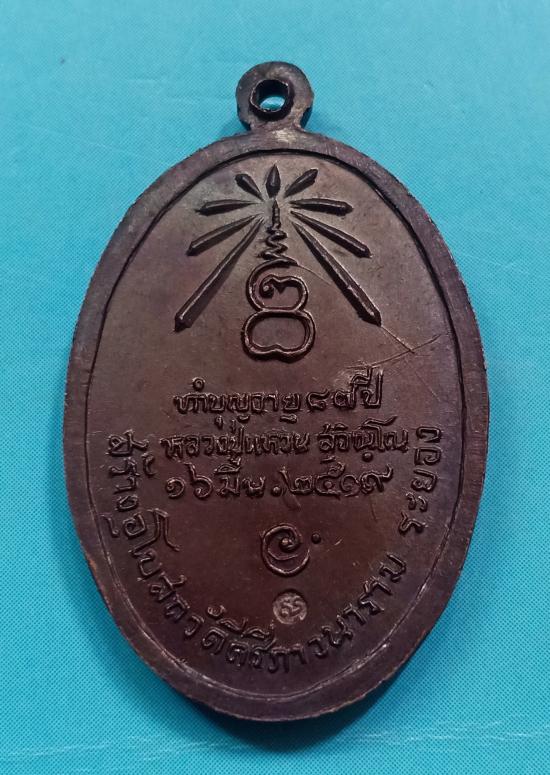 ทำบุญอายุ ๘๗ ปี
หลวงปู่แหวน สุจิณฺโณ
๑๖ มี.ค. ๒๕๑๙
สร้างอุโบสถวัดศรีภาวนาราม ระยอง